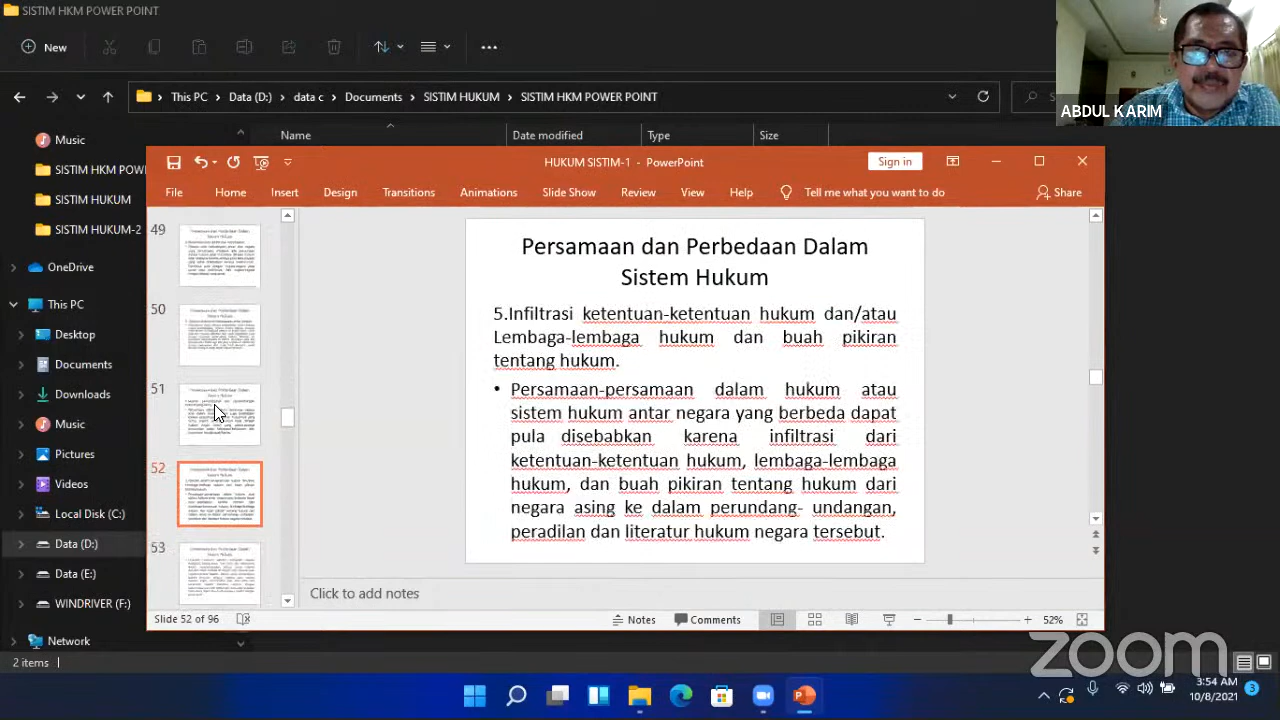 SISTIM HKM POWER POINT
New
This PC
Data (D:)
data c
Documents
SISTIM HUKUM
SISTIM HKM POWER POINT
ABDUL KARIM
Name
Date modified
Type
Size
Music
SISTIM HKM POW
SISTIM HUKUM
SISTIM HUKUM-2
OneDrive
This PC
Desktop
Documents
Downloads
Music
Pictures
Videos
Local Disk (C:)
Data (D:)
Data (E:)
WINDRIVER (F:)
Network
2 items
HUKUM SISTIM-1 - PowerPoint
Sign in
File Home Insert Design Transitions Animations Slide Show Review View Help Tell me what you want to do Share
49
50
51
52
53
Persamaan dan Perbedaan Dalam
Sistem Hukum
5.Infiltrasi ketentuan-ketentuan hukum dan/atau
lembaga-lembaga hukum dan buah pikiran
tentang hukum.
• Persamaan-persamaan dalam hukum atau
sistem hukum antar negara yang berbeda dapat
pula disebabkan karena infiltrasi dari
ketentuan-ketentuan hukum, lembaga-lembaga
hukum, dan buah pikiran tentang hukum dari
negara asing ke dalam perundang- undangan,
peradilan dan literatur hukum negara tersebut.
Click to add notes
Slide 52 of 96
Notes
Comments
52%
zoom
3:54 AM
10/8/2021
3